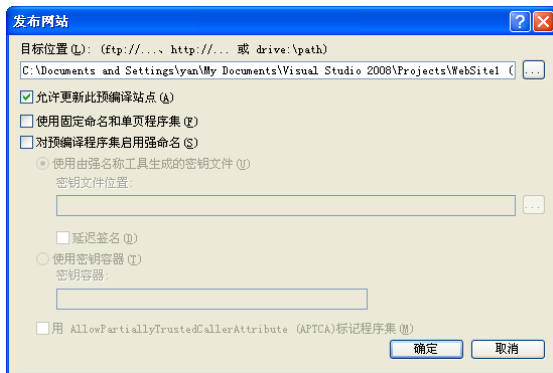 发布网站
目标位置(L): (ftp://...、http://... 或 drive:\path)
C:\Documents and Settings\yan\My Documents\Visual Studio 2008\Projects\WebSite1 (
...
允许更新此预编译站点(A)
使用固定命名和单页程序集(F)
对预编译程序集启用强命名(S)
使用由强名称工具生成的密钥文件(U)
密钥文件位置:
...
延迟签名(D)
使用密钥容器(T)
密钥容器:
用 AllowPartiallyTrustedCallerAttribute (APTCA)标记程序集(M)
确定 取消